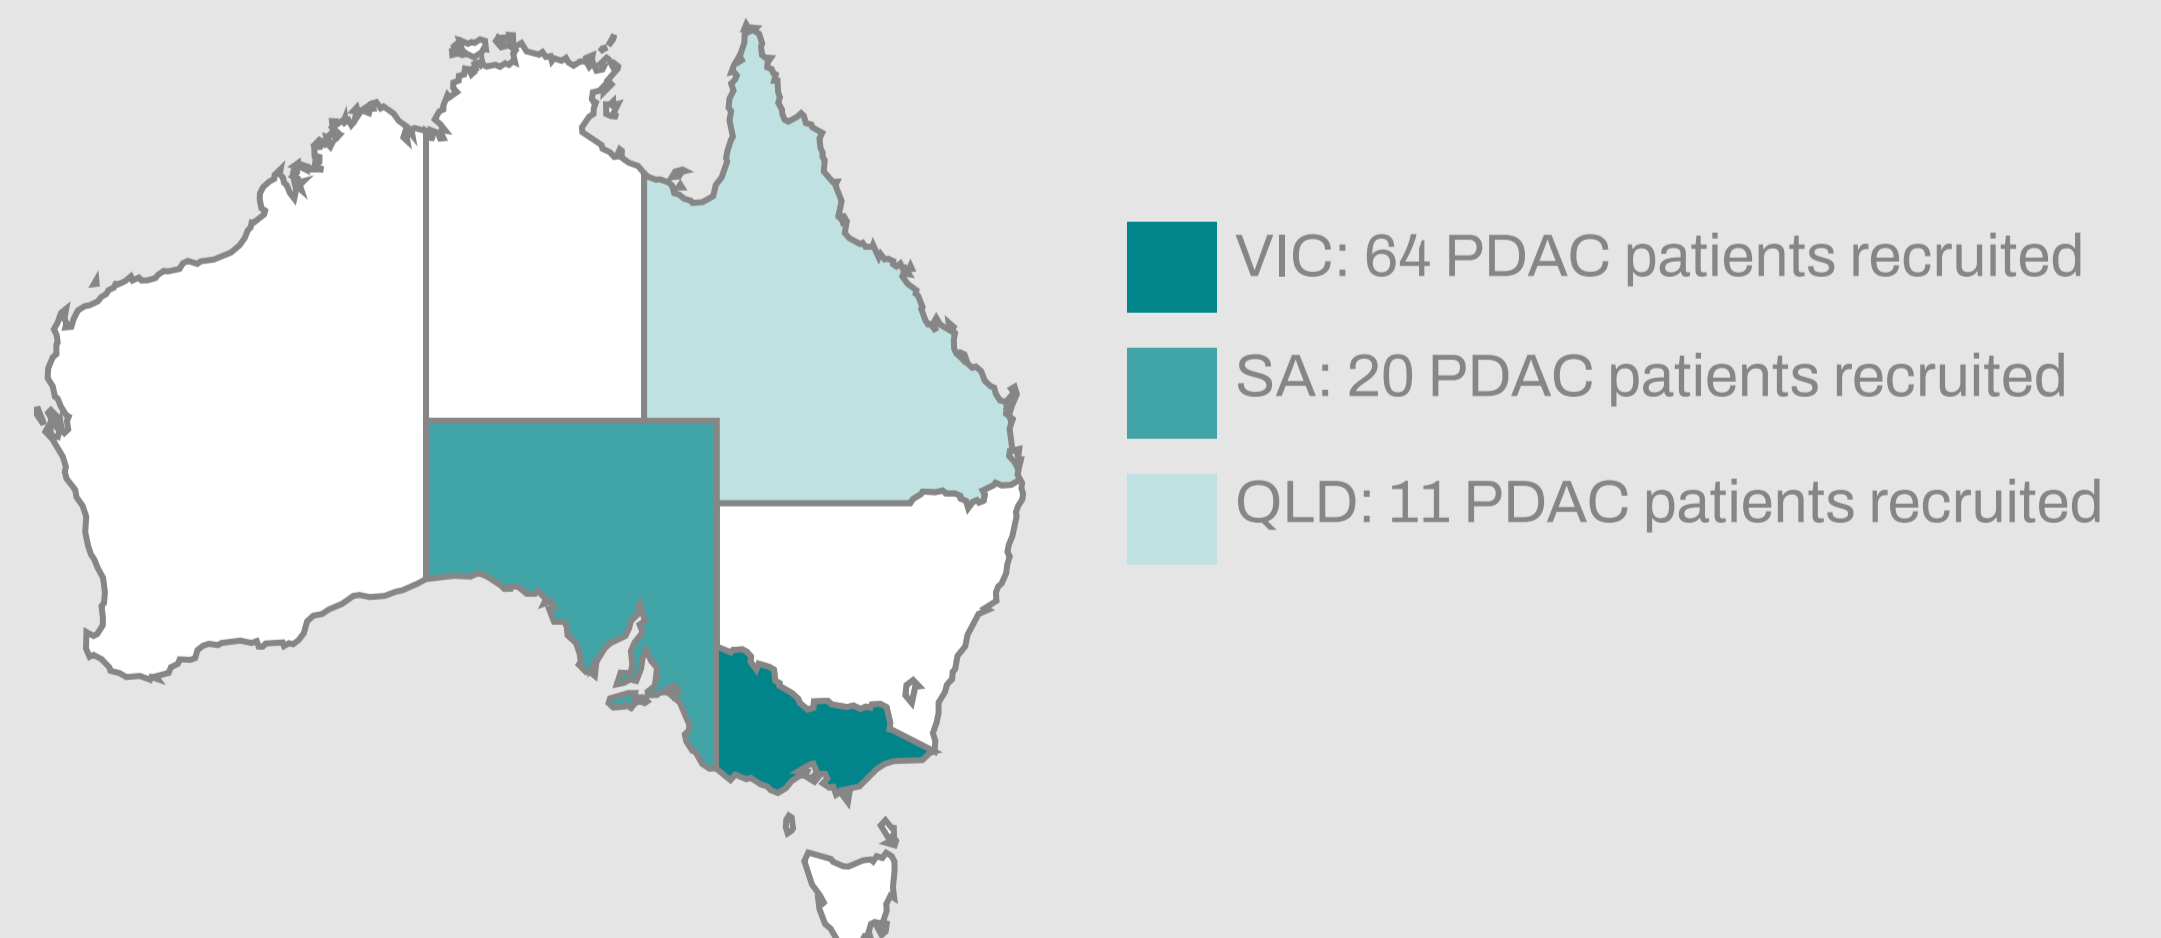 VIC: 64 PDAC patients recruited
SA: 20 PDAC patients recruited
QLD: 11 PDAC patients recruited